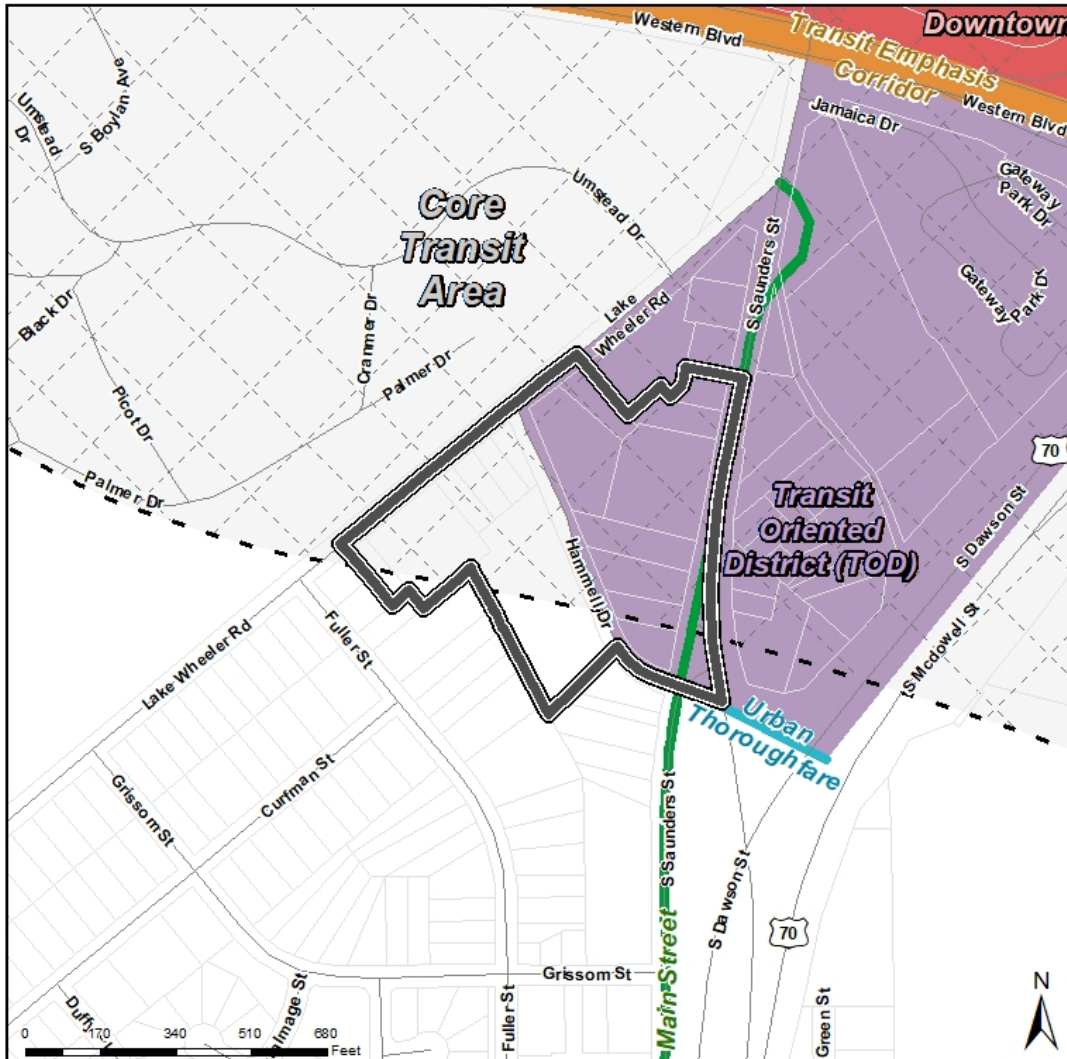 Western Blvd
Downtown
Transit Emphasis
Corridor
Western Blvd
Umstead
Dr
S Boylan Ave
Jamaica Dr
Gateway
Park Dr
Core
Transit
Area
Umstead Dr
S Saunders St
Gateway
Park Dr
Lake
Wheeler Rd
Black Dr
Cranmer Dr
Palmer Dr
Picot Dr
70
Palmer Dr
Transit
Oriented
District (TOD)
S Dawson St
Hammell Dr
S Mcdowell St
Fuller St
Lake Wheeler Rd
Urban
Thoroughfare
Curfman St
Grissom St
S Saunders St
S Dawson St
70
Main Street
Grissom St
Fuller St
Green St
N
0 170 340 510 680
Feet